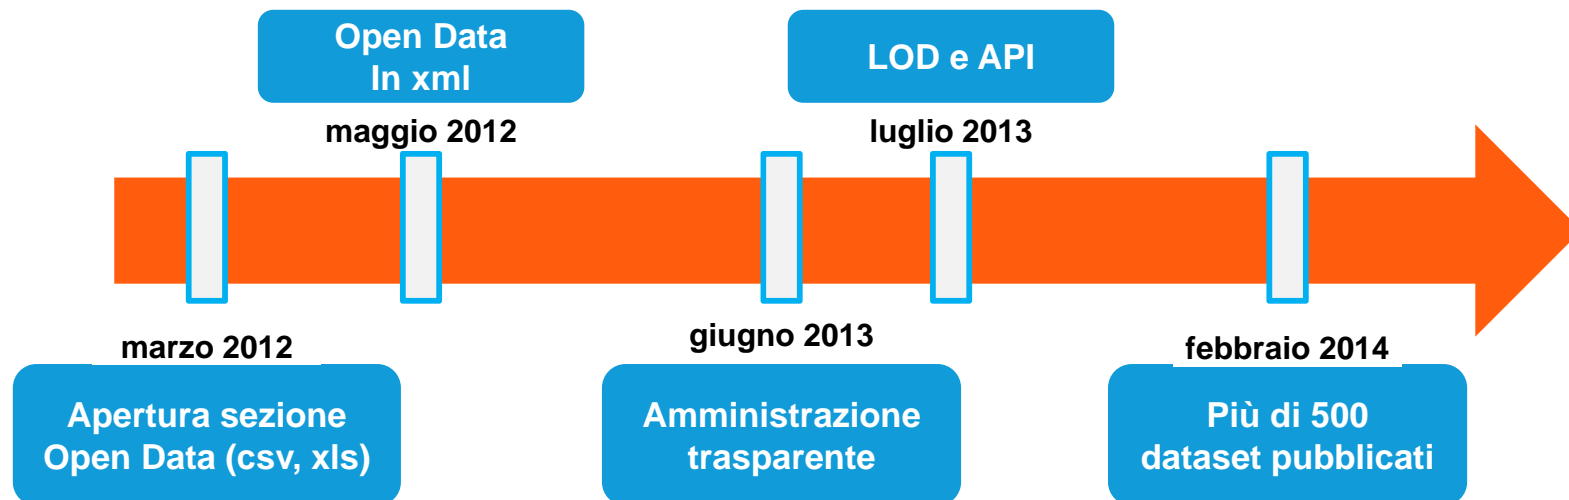 Open Data
In xml
maggio 2012
LOD e API
luglio 2013
marzo 2012
Apertura sezione
Open Data (csv, xls)
giugno 2013
Amministrazione
trasparente
febbraio 2014
Più di 500
dataset pubblicati